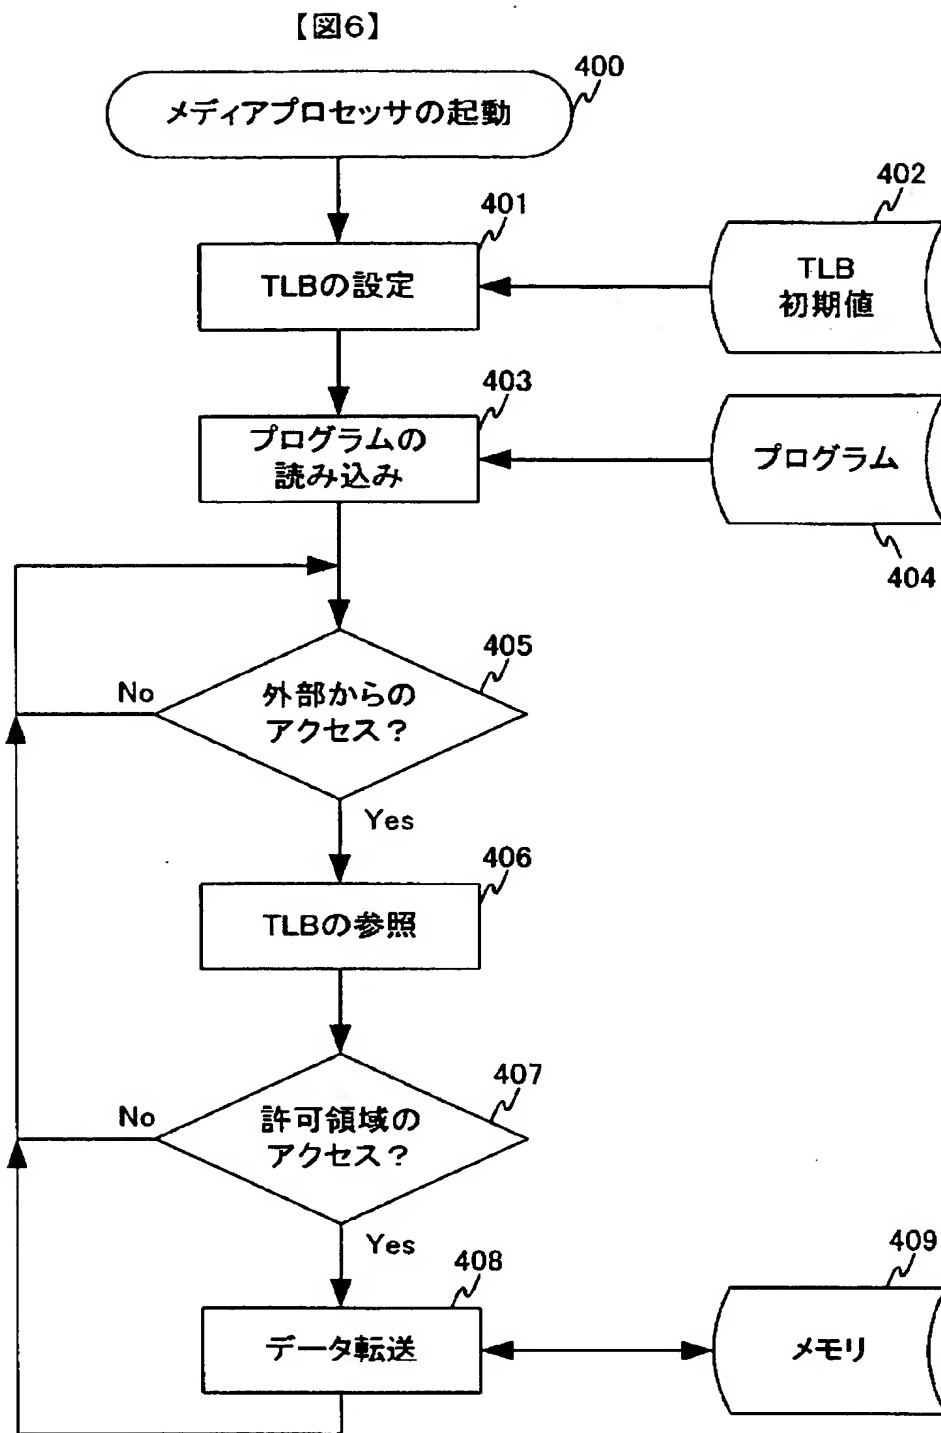 【図6】
400
メディアプロセッサの起動
402
401
TLBの設定
TLB
初期値
403
プログラムの
読み込み
プログラム
404
405
No
外部からの
アクセス?
Yes
406
TLBの参照
407
No
許可領域の
アクセス?
Yes
409
408
データ転送
メモリ